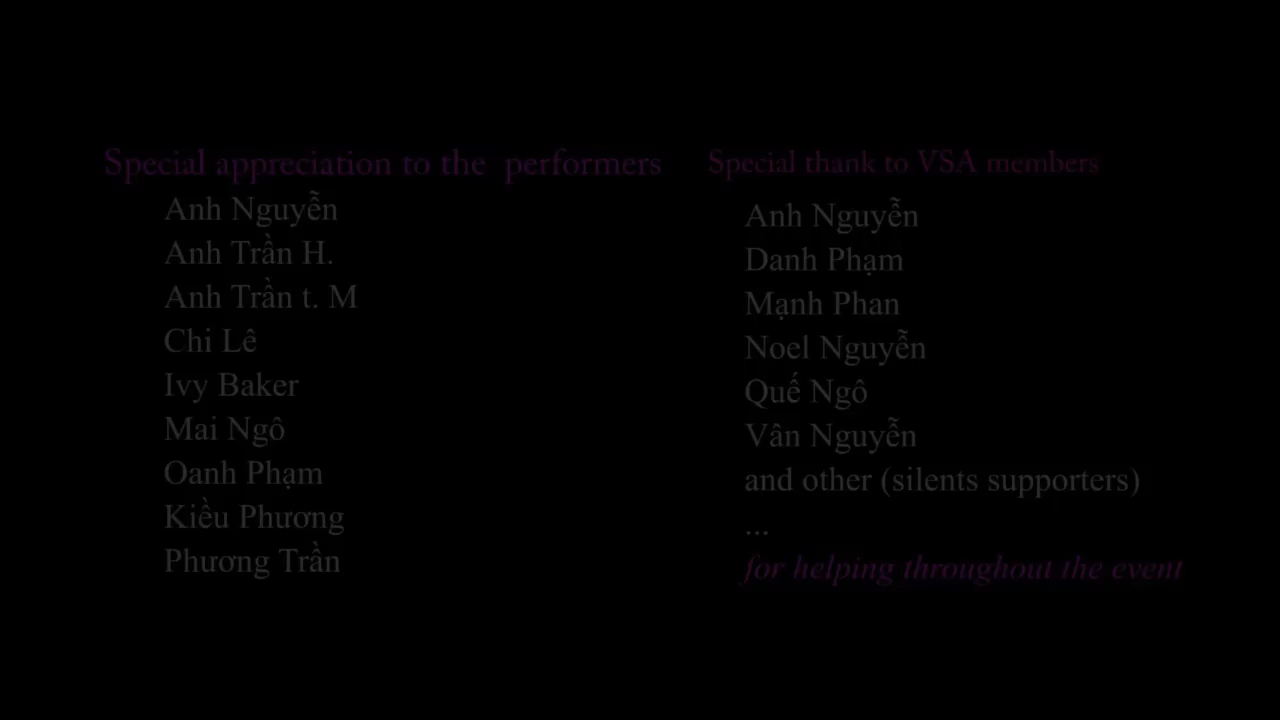 Special appreciation to the performers
Anh Nguyễn
Anh Trần H.
Anh Trần t. M
Chi Lê
Ivy Baker
Mai Ngô
Oanh Phạm
Kiều Phương
Phương Trần
Special thank to VSA members
Anh Nguyễn
Danh Phạm
Mạnh Phan
Noel Nguyễn
Quế Ngô
Vân Nguyễn
and other (silents supporters)
...
for helping throughout the event